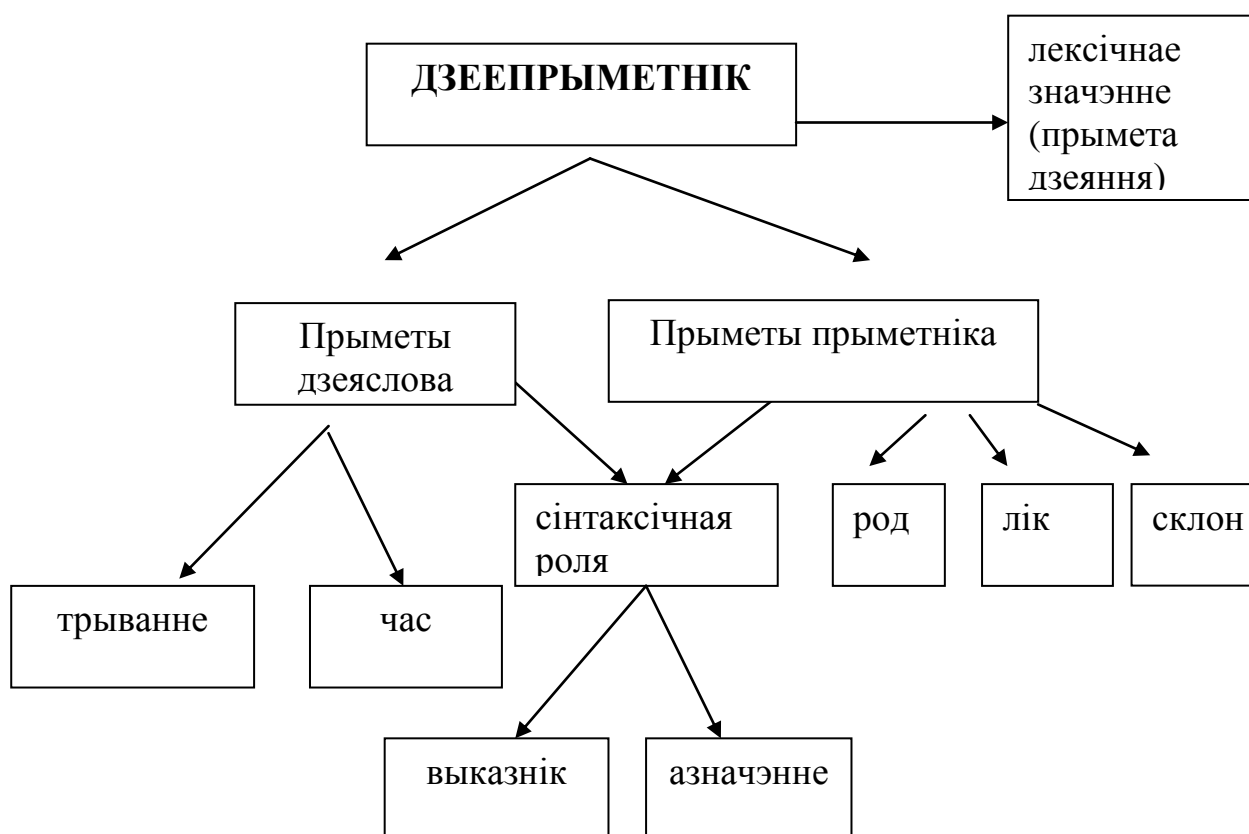 ДЗЕЕПРЫМЕТНІК
лексічнае
значэнне
(прымета
дзеяння)
Прыметы
дзеяслова
Прыметы прыметніка
сінтаксічная
роля
род
лік
склон
трыванне
час
выказнік
азначэнне